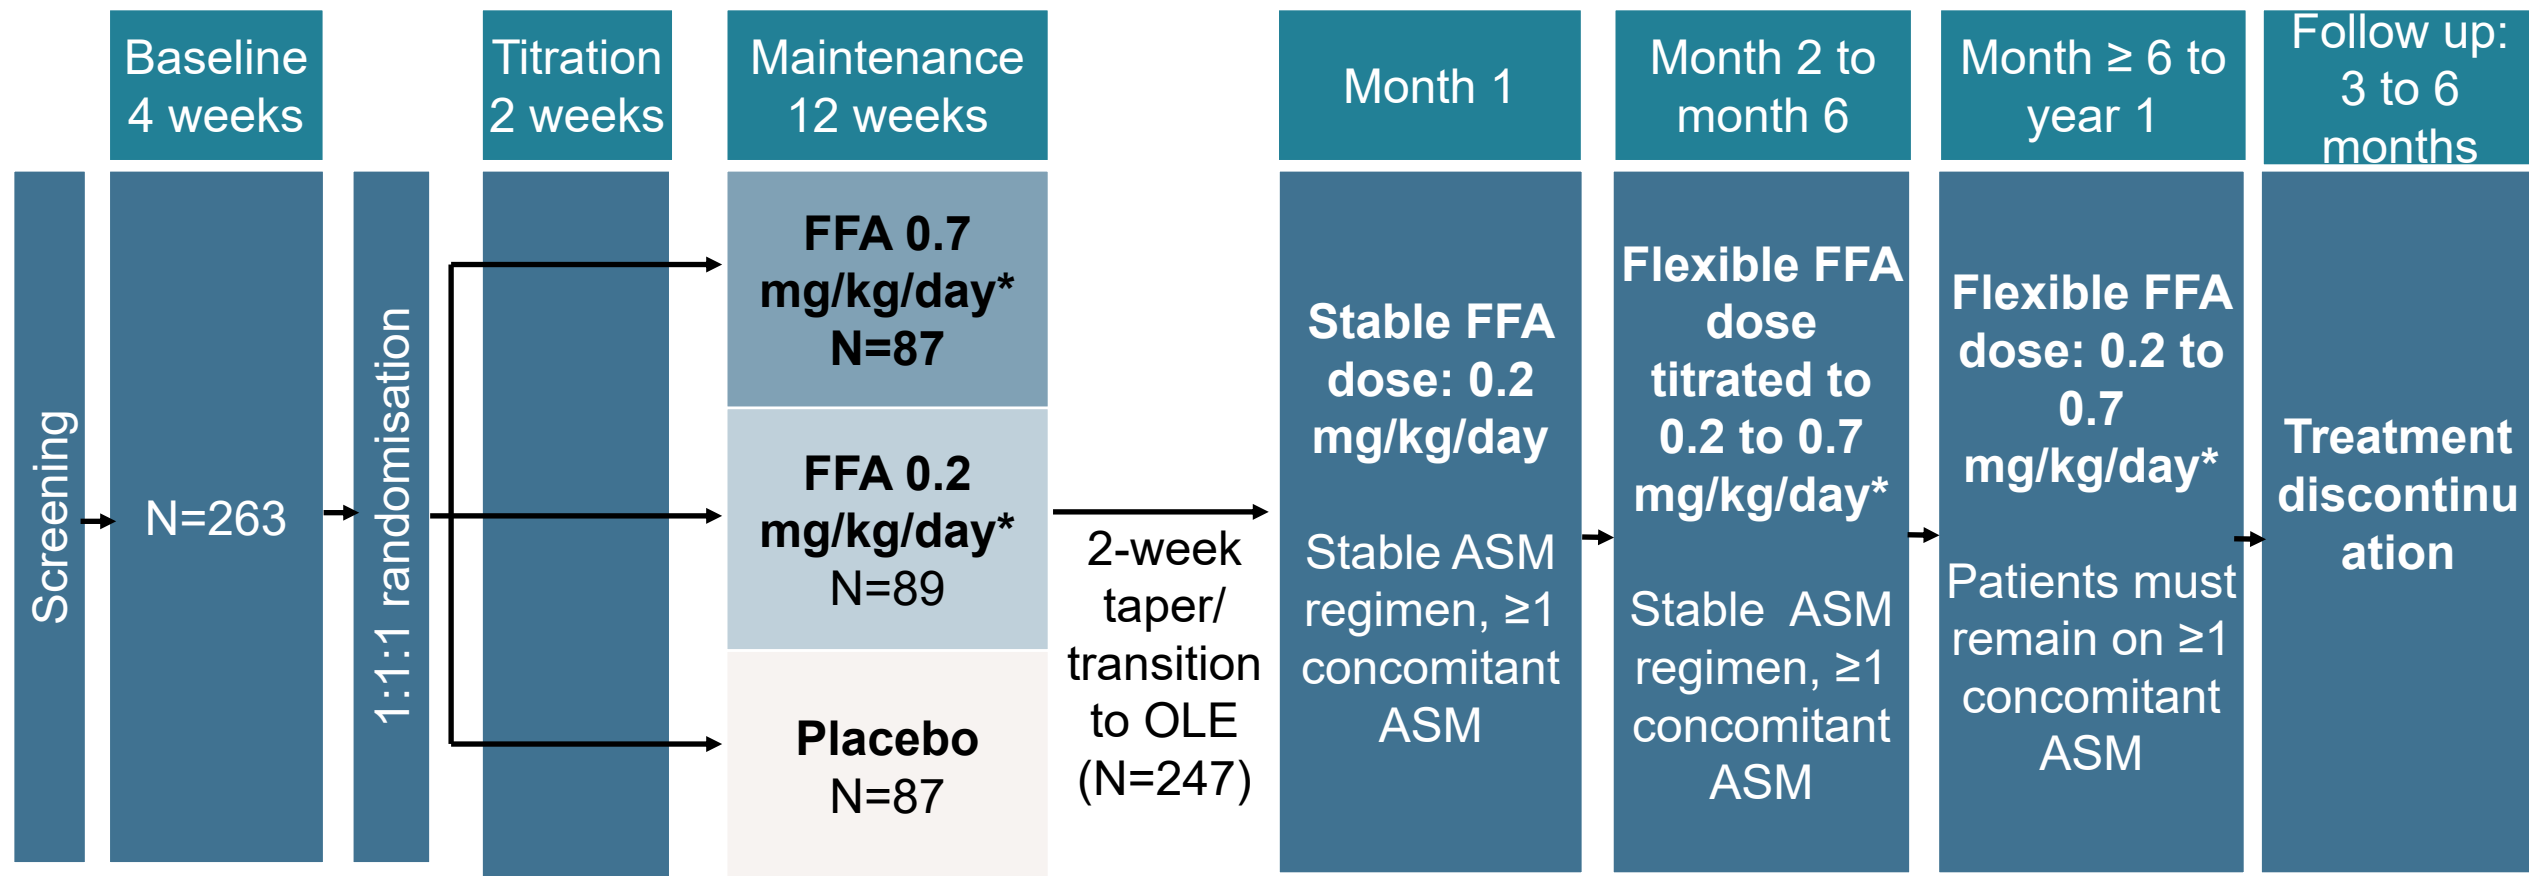 Baseline
4 weeks
Titration
2 weeks
Maintenance
12 weeks
Month 1
Month 2 to
month 6
Month ≥ 6 to
year 1
Follow up:
3 to 6
months
Screening
N=263
1:1:1 randomisation
FFA 0.7
mg/kg/day*
N=87
FFA 0.2
mg/kg/day*
N=89
Placebo
N=87
2-week
taper/
transition
to OLE
(N=247)
Stable FFA
dose: 0.2
mg/kg/day
Stable ASM
regimen, ≥1
concomitant
ASM
Flexible FFA
dose
titrated to
0.2 to 0.7
mg/kg/day*
Stable ASM
regimen, ≥1
concomitant
ASM
Flexible FFA
dose: 0.2 to
0.7
mg/kg/day*
Patients must
remain on ≥1
concomitant
ASM
Treatment
discontinu
ation